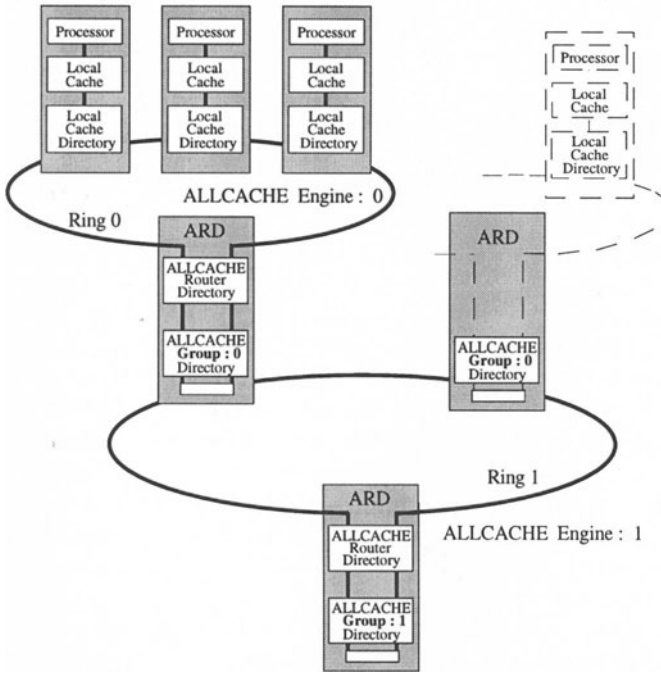 Processor
Local
Cache
Local
Cache
Directory
Processor
Local
Cache
Local
Cache
Directory
Processor
Local
Cache
Local
Cache
Directory
Processor
Local
Cache
Local
Cache
Directory
ALLCACHE Engine : 0
Ring 0
ARD
ALLCACHE
Router
Directory
ALLCACHE
Group : 0
Directory
ARD
ALLCACHE
Group : 0
Directory
Ring 1
ALLCACHE Engine : 1
ARD
ALLCACHE
Router
Directory
ALLCACHE
Group : 1
Directory